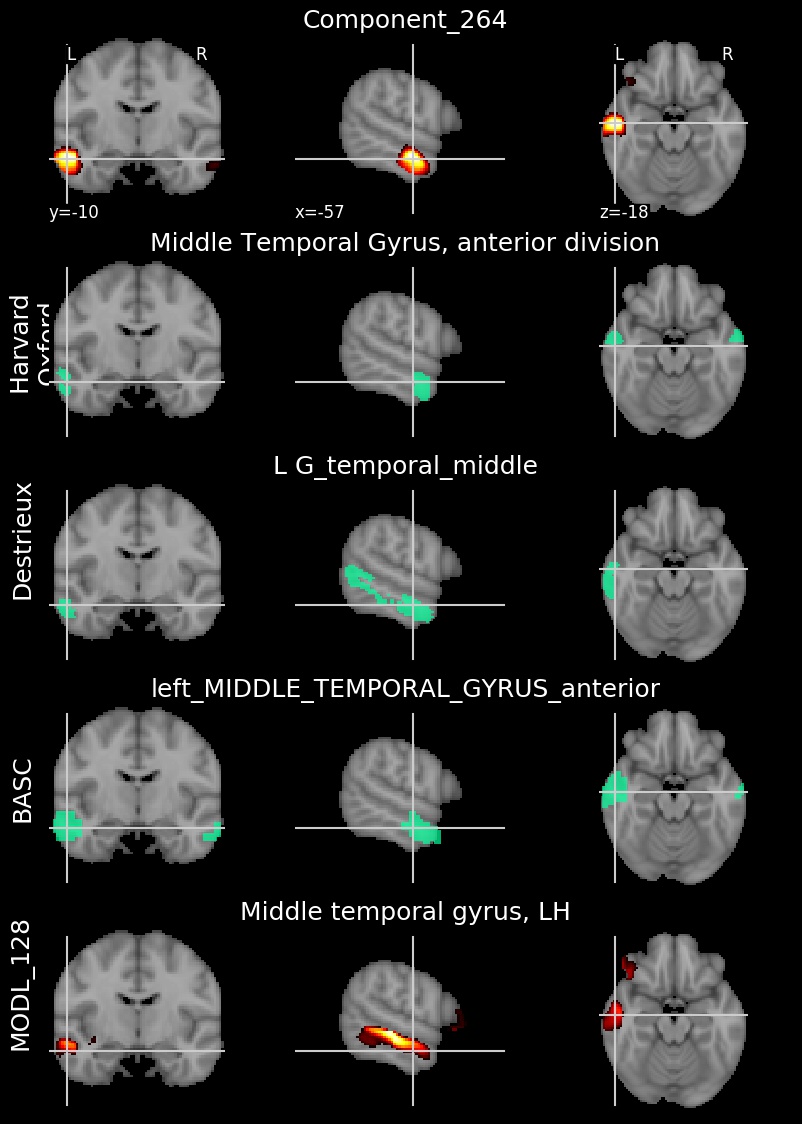 Component_264
L R
L R
y=-10
x=-57
z=-18
Middle Temporal Gyrus, anterior division
Harvard
Oxford
L G_temporal_middle
Destrieux
left_MIDDLE_TEMPORAL_GYRUS_anterior
BASC
Middle temporal gyrus, LH
MODL_128